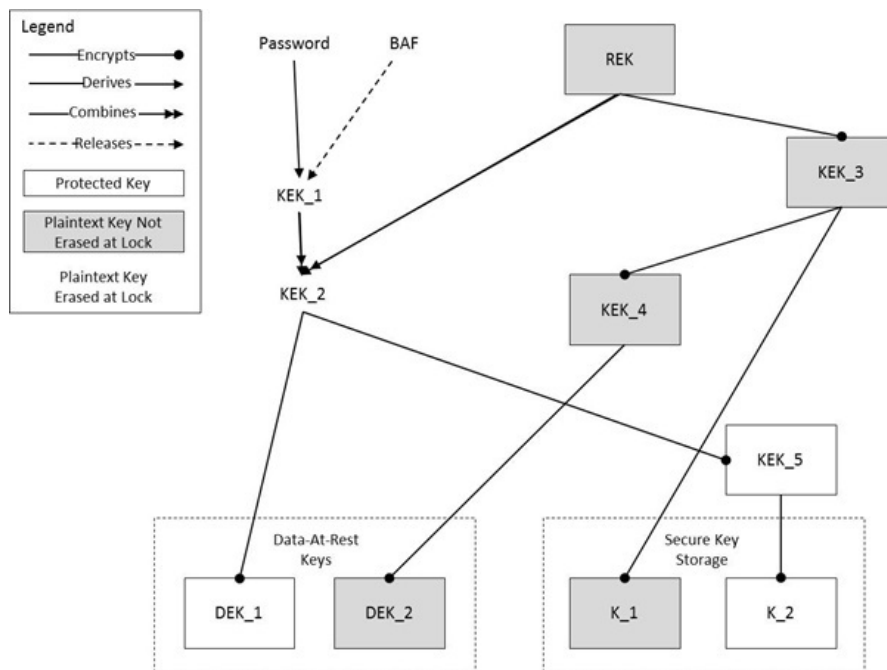 Legend
Encrypts
Derives
Combines
Releases
Protected Key
Plaintext Key Not
Erased at Lock
Plaintext Key
Erased at Lock
Password
BAF
REK
KEK_1
KEK_3
KEK_2
KEK_4
KEK_5
Data-At-Rest
Keys
Secure Key
Storage
DEK_1
DEK_2
K_1
K_2